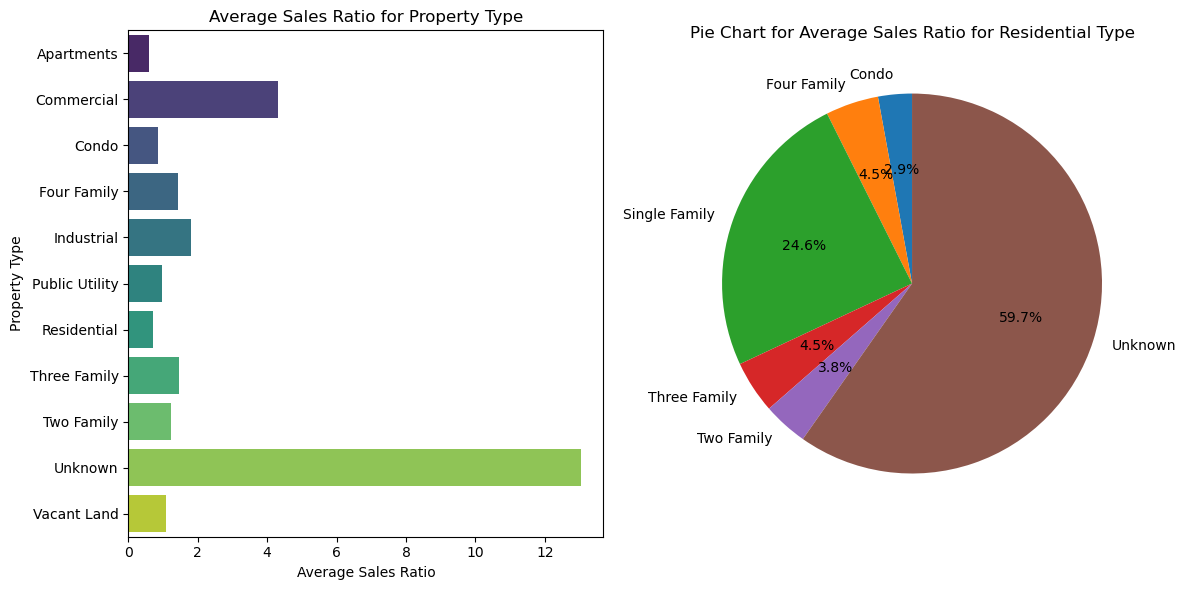 Average Sales Ratio for Property Type
Property Type
Apartments
Commercial
Condo
Four Family
Industrial
Public Utility
Residential
Three Family
Two Family
Unknown
Vacant Land
0 2 4 6 8 10 12
Average Sales Ratio
Pie Chart for Average Sales Ratio for Residential Type
Condo
2.9%
Four Family
4.5%
Single Family
24.6%
Three Family
4.5%
Two Family
3.8%
Unknown
59.7%